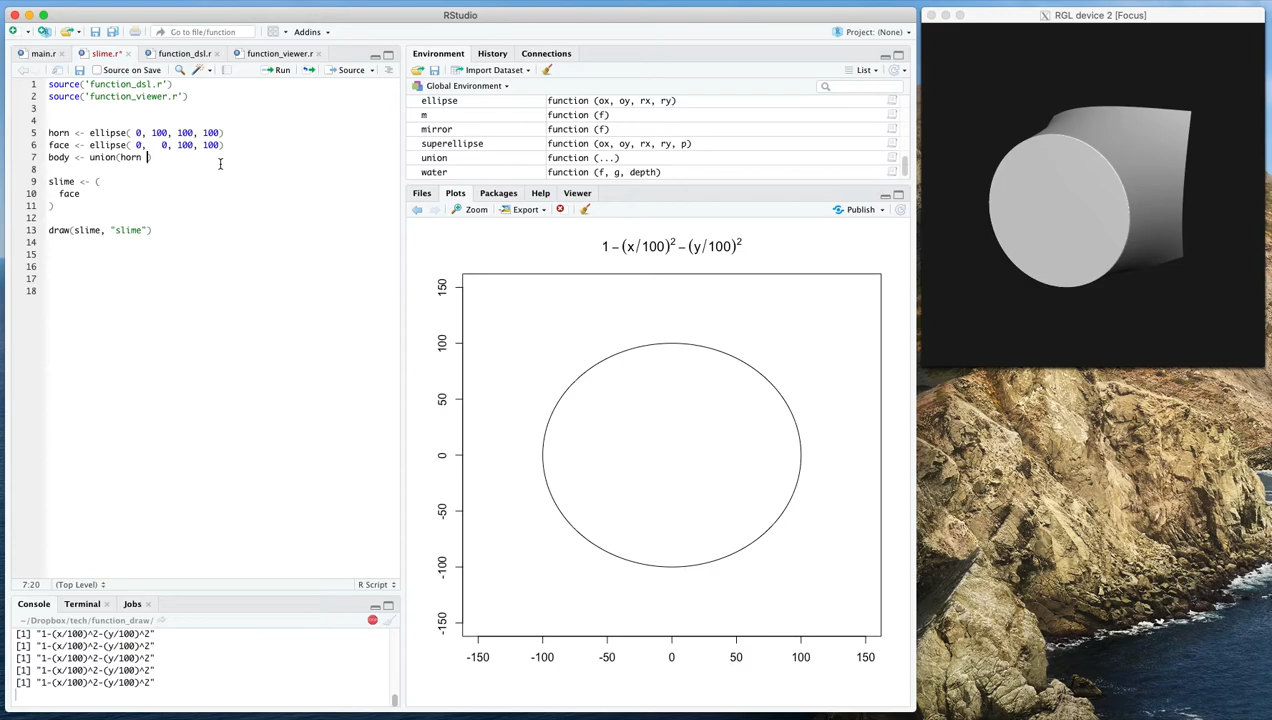 RStudio
Go to file/function
Addins
Project: (None)
main.r
slime.r*
function_dsl.r
function_viewer.r
Source on Save
Run
Source
1 source('function_dsl.r')
2 source('function_viewer.r')
3
4
5 horn <- ellipse( 0, 100, 100, 100)
6 face <- ellipse( 0,   0, 100, 100)
7 body <- union(horn )
8
9 slime <- (
10   face
11 )
12
13 draw(slime, "slime")
14
15
16
17
18
7:20
(Top Level)
R Script
Console
Terminal
Jobs
~/Dropbox/tech/function_draw/
[1] "1-(x/100)^2-(y/100)^2"
[1] "1-(x/100)^2-(y/100)^2"
[1] "1-(x/100)^2-(y/100)^2"
[1] "1-(x/100)^2-(y/100)^2"
[1] "1-(x/100)^2-(y/100)^2"
Environment
History
Connections
Import Dataset
List
Global Environment
ellipse function (ox, oy, rx, ry)
m function (f)
mirror function (f)
superellipse function (ox, oy, rx, ry, p)
union function (...)
water function (f, g, depth)
Files
Plots
Packages
Help
Viewer
Zoom
Export
Publish
1 − (x/100)² − (y/100)²
150
100
50
0
-50
-100
-150
-150 -100 -50 0 50 100 150
RGL device 2 [Focus]